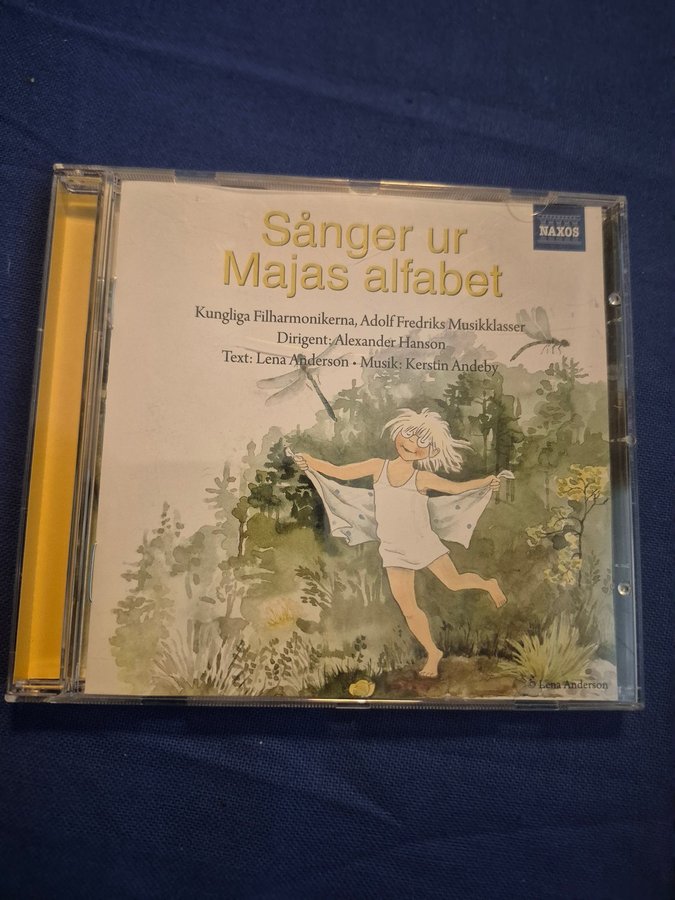 Sånger ur
Majas alfabet
NAXOS
Kungliga Filharmonikerna, Adolf Fredriks Musikklasser
Dirigent: Alexander Hanson
Text: Lena Anderson • Musik: Kerstin Andeby
Lena Anderson